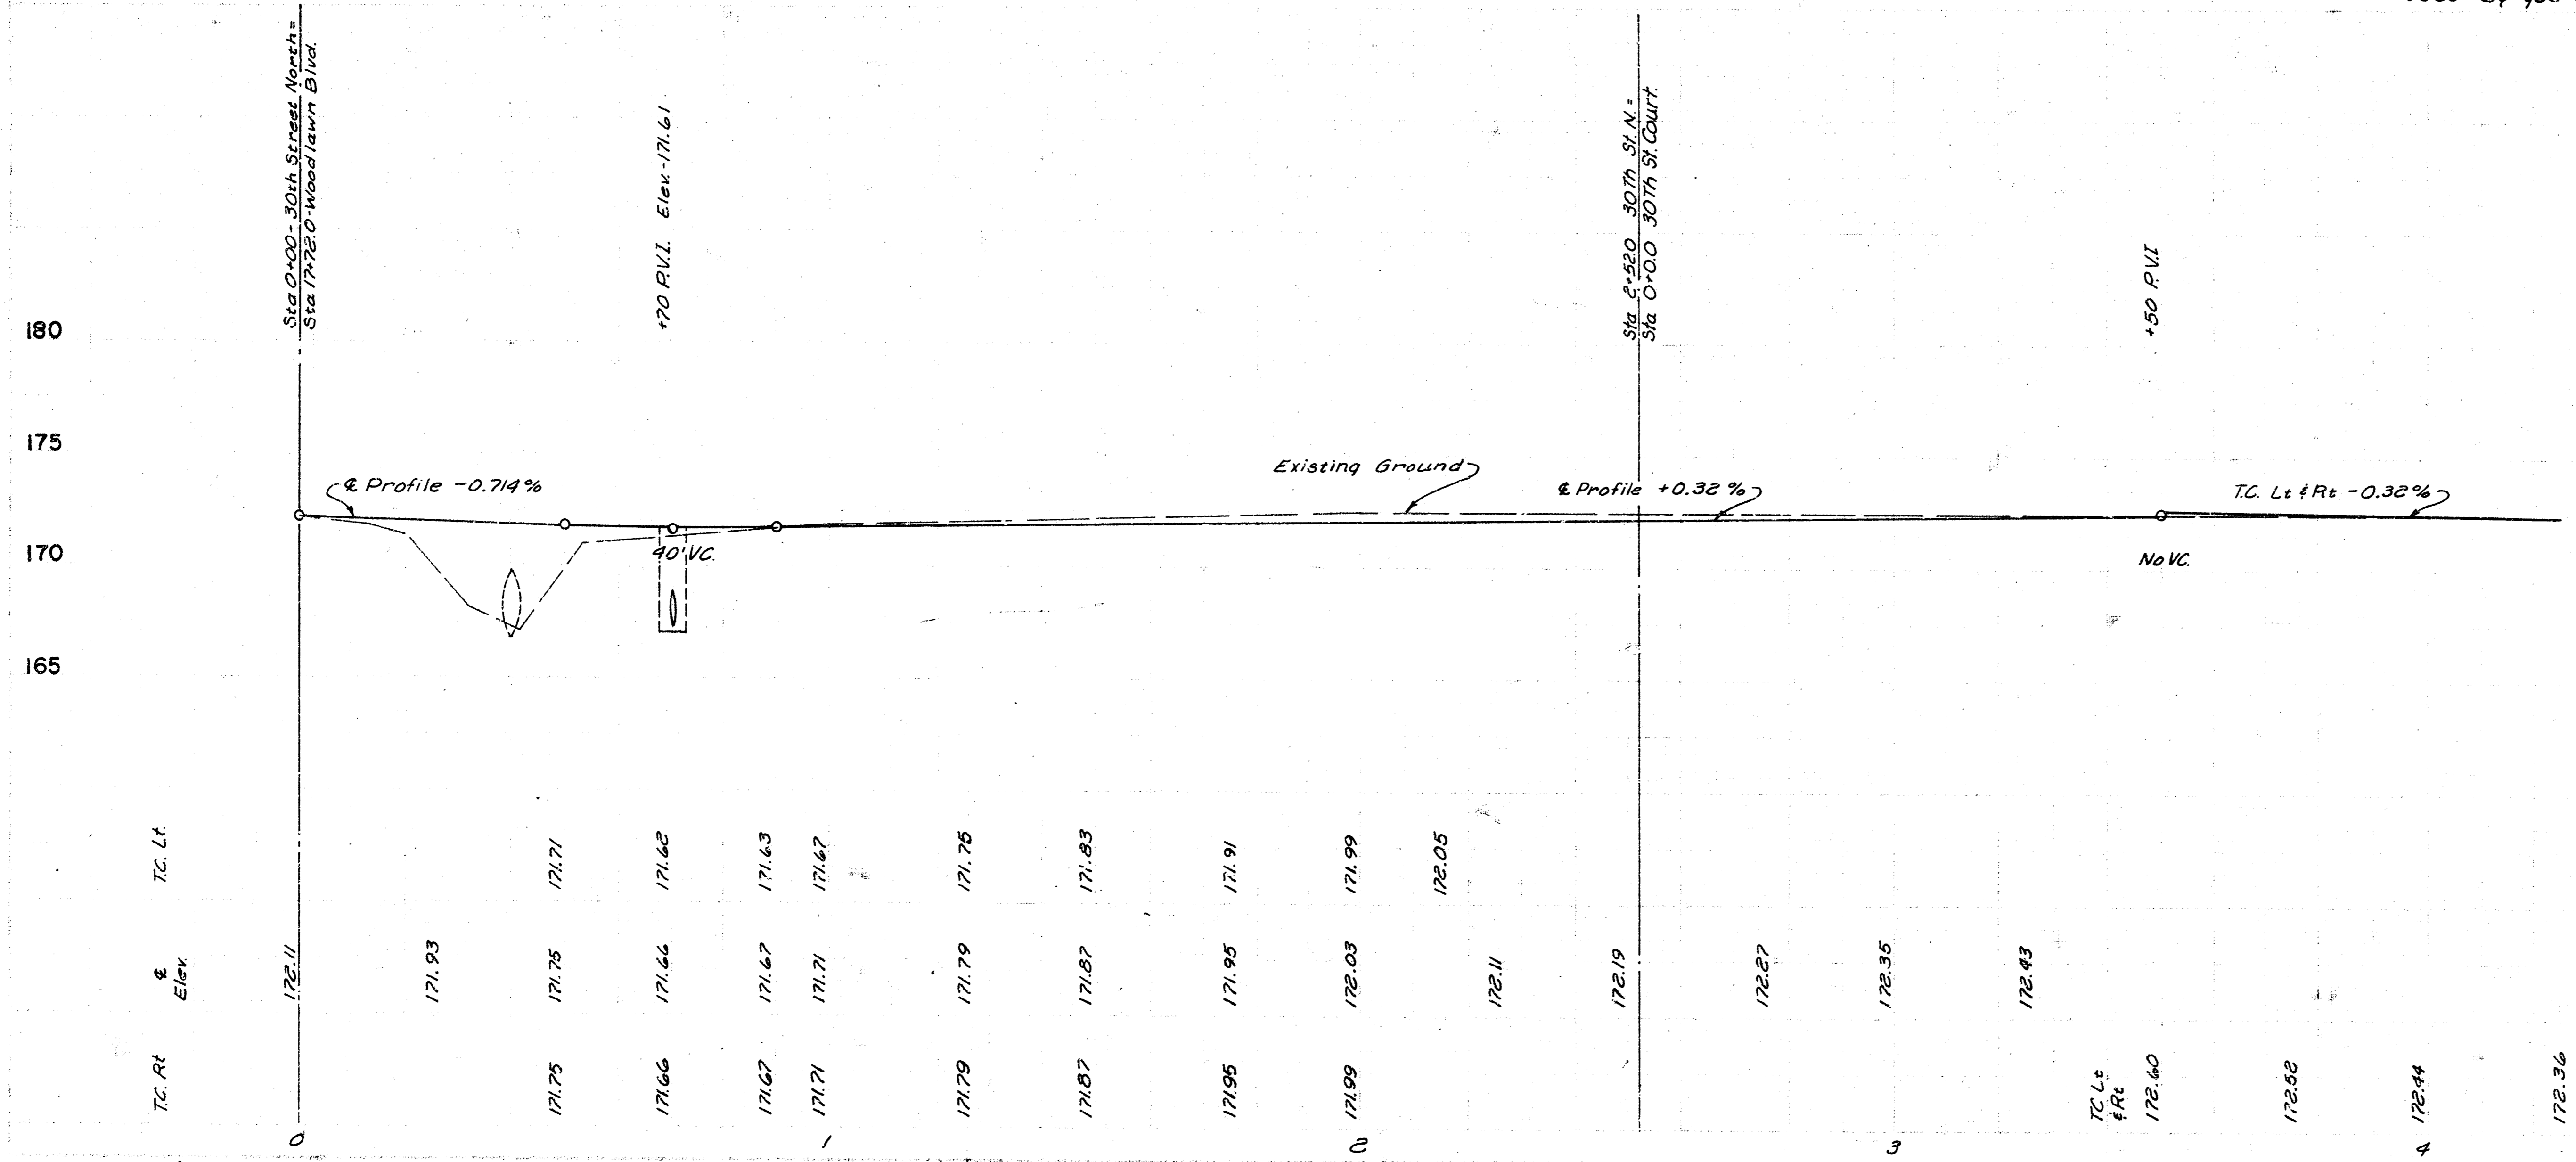 Sta 0+00 - 30th Street North =
Sta 17+72.0 - Woodlawn Blvd.
+70 P.V.I. Elev. - 171.61
Sta 2+52.0 30Th St. N. =
Sta 0+0.0 30Th St. Court.
+50 P.V.I
180
175
170
165
℄ Profile -0.714%
Existing Ground
℄ Profile +0.32%
T.C. Lt & Rt -0.32%
40' VC.
No VC.
T.C. Lt. 171.71 171.62 171.63 171.67 171.75 171.83 171.91 171.99 172.05
℄
Elev. 172.11 171.93 171.75 171.66 171.67 171.71 171.79 171.87 171.95 172.03 172.11 172.19 172.27 172.35 172.43
T.C. Rt 171.75 171.66 171.67 171.71 171.79 171.87 171.95 171.99
TC Lt
& Rt 172.60 172.52 172.44 172.36
0 1 2 3 4